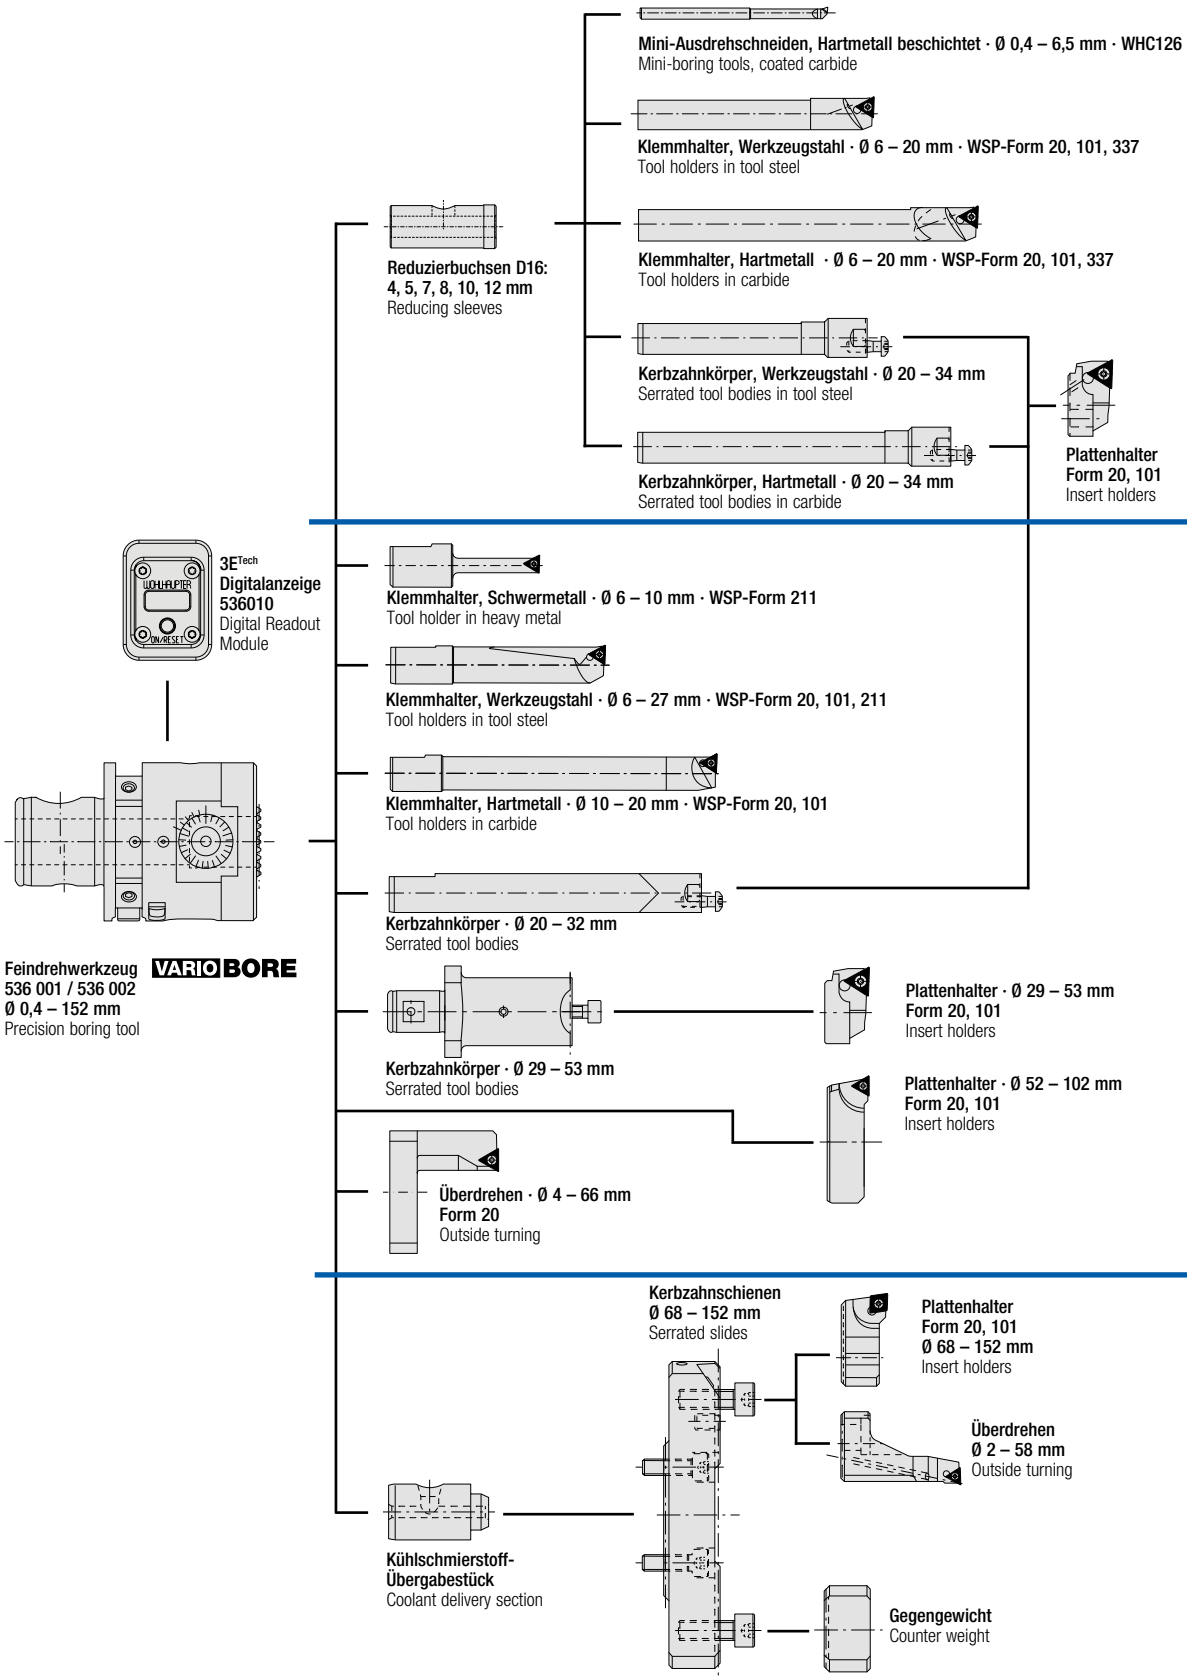 Mini-Ausdrehschneiden, Hartmetall beschichtet · Ø 0,4 – 6,5 mm · WHC126
Mini-boring tools, coated carbide
Klemmhalter, Werkzeugstahl · Ø 6 – 20 mm · WSP-Form 20, 101, 337
Tool holders in tool steel
Klemmhalter, Hartmetall · Ø 6 – 20 mm · WSP-Form 20, 101, 337
Tool holders in carbide
Reduzierbuchsen D16:
4, 5, 7, 8, 10, 12 mm
Reducing sleeves
Kerbzahnkörper, Werkzeugstahl · Ø 20 – 34 mm
Serrated tool bodies in tool steel
Kerbzahnkörper, Hartmetall · Ø 20 – 34 mm
Serrated tool bodies in carbide
Plattenhalter
Form 20, 101
Insert holders
WOHLHAUPTER
ON/RESET
3ETech
Digitalanzeige
536010
Digital Readout
Module
Klemmhalter, Schwermetall · Ø 6 – 10 mm · WSP-Form 211
Tool holder in heavy metal
Klemmhalter, Werkzeugstahl · Ø 6 – 27 mm · WSP-Form 20, 101, 211
Tool holders in tool steel
Klemmhalter, Hartmetall · Ø 10 – 20 mm · WSP-Form 20, 101
Tool holders in carbide
Kerbzahnkörper · Ø 20 – 32 mm
Serrated tool bodies
Feindrehwerkzeug
536 001 / 536 002
Ø 0,4 – 152 mm
Precision boring tool
VARIO BORE
Kerbzahnkörper · Ø 29 – 53 mm
Serrated tool bodies
Plattenhalter · Ø 29 – 53 mm
Form 20, 101
Insert holders
Plattenhalter · Ø 52 – 102 mm
Form 20, 101
Insert holders
Überdrehen · Ø 4 – 66 mm
Form 20
Outside turning
Kerbzahnschienen
Ø 68 – 152 mm
Serrated slides
Plattenhalter
Form 20, 101
Ø 68 – 152 mm
Insert holders
Überdrehen
Ø 2 – 58 mm
Outside turning
Kühlschmierstoff-
Übergabestück
Coolant delivery section
Gegengewicht
Counter weight